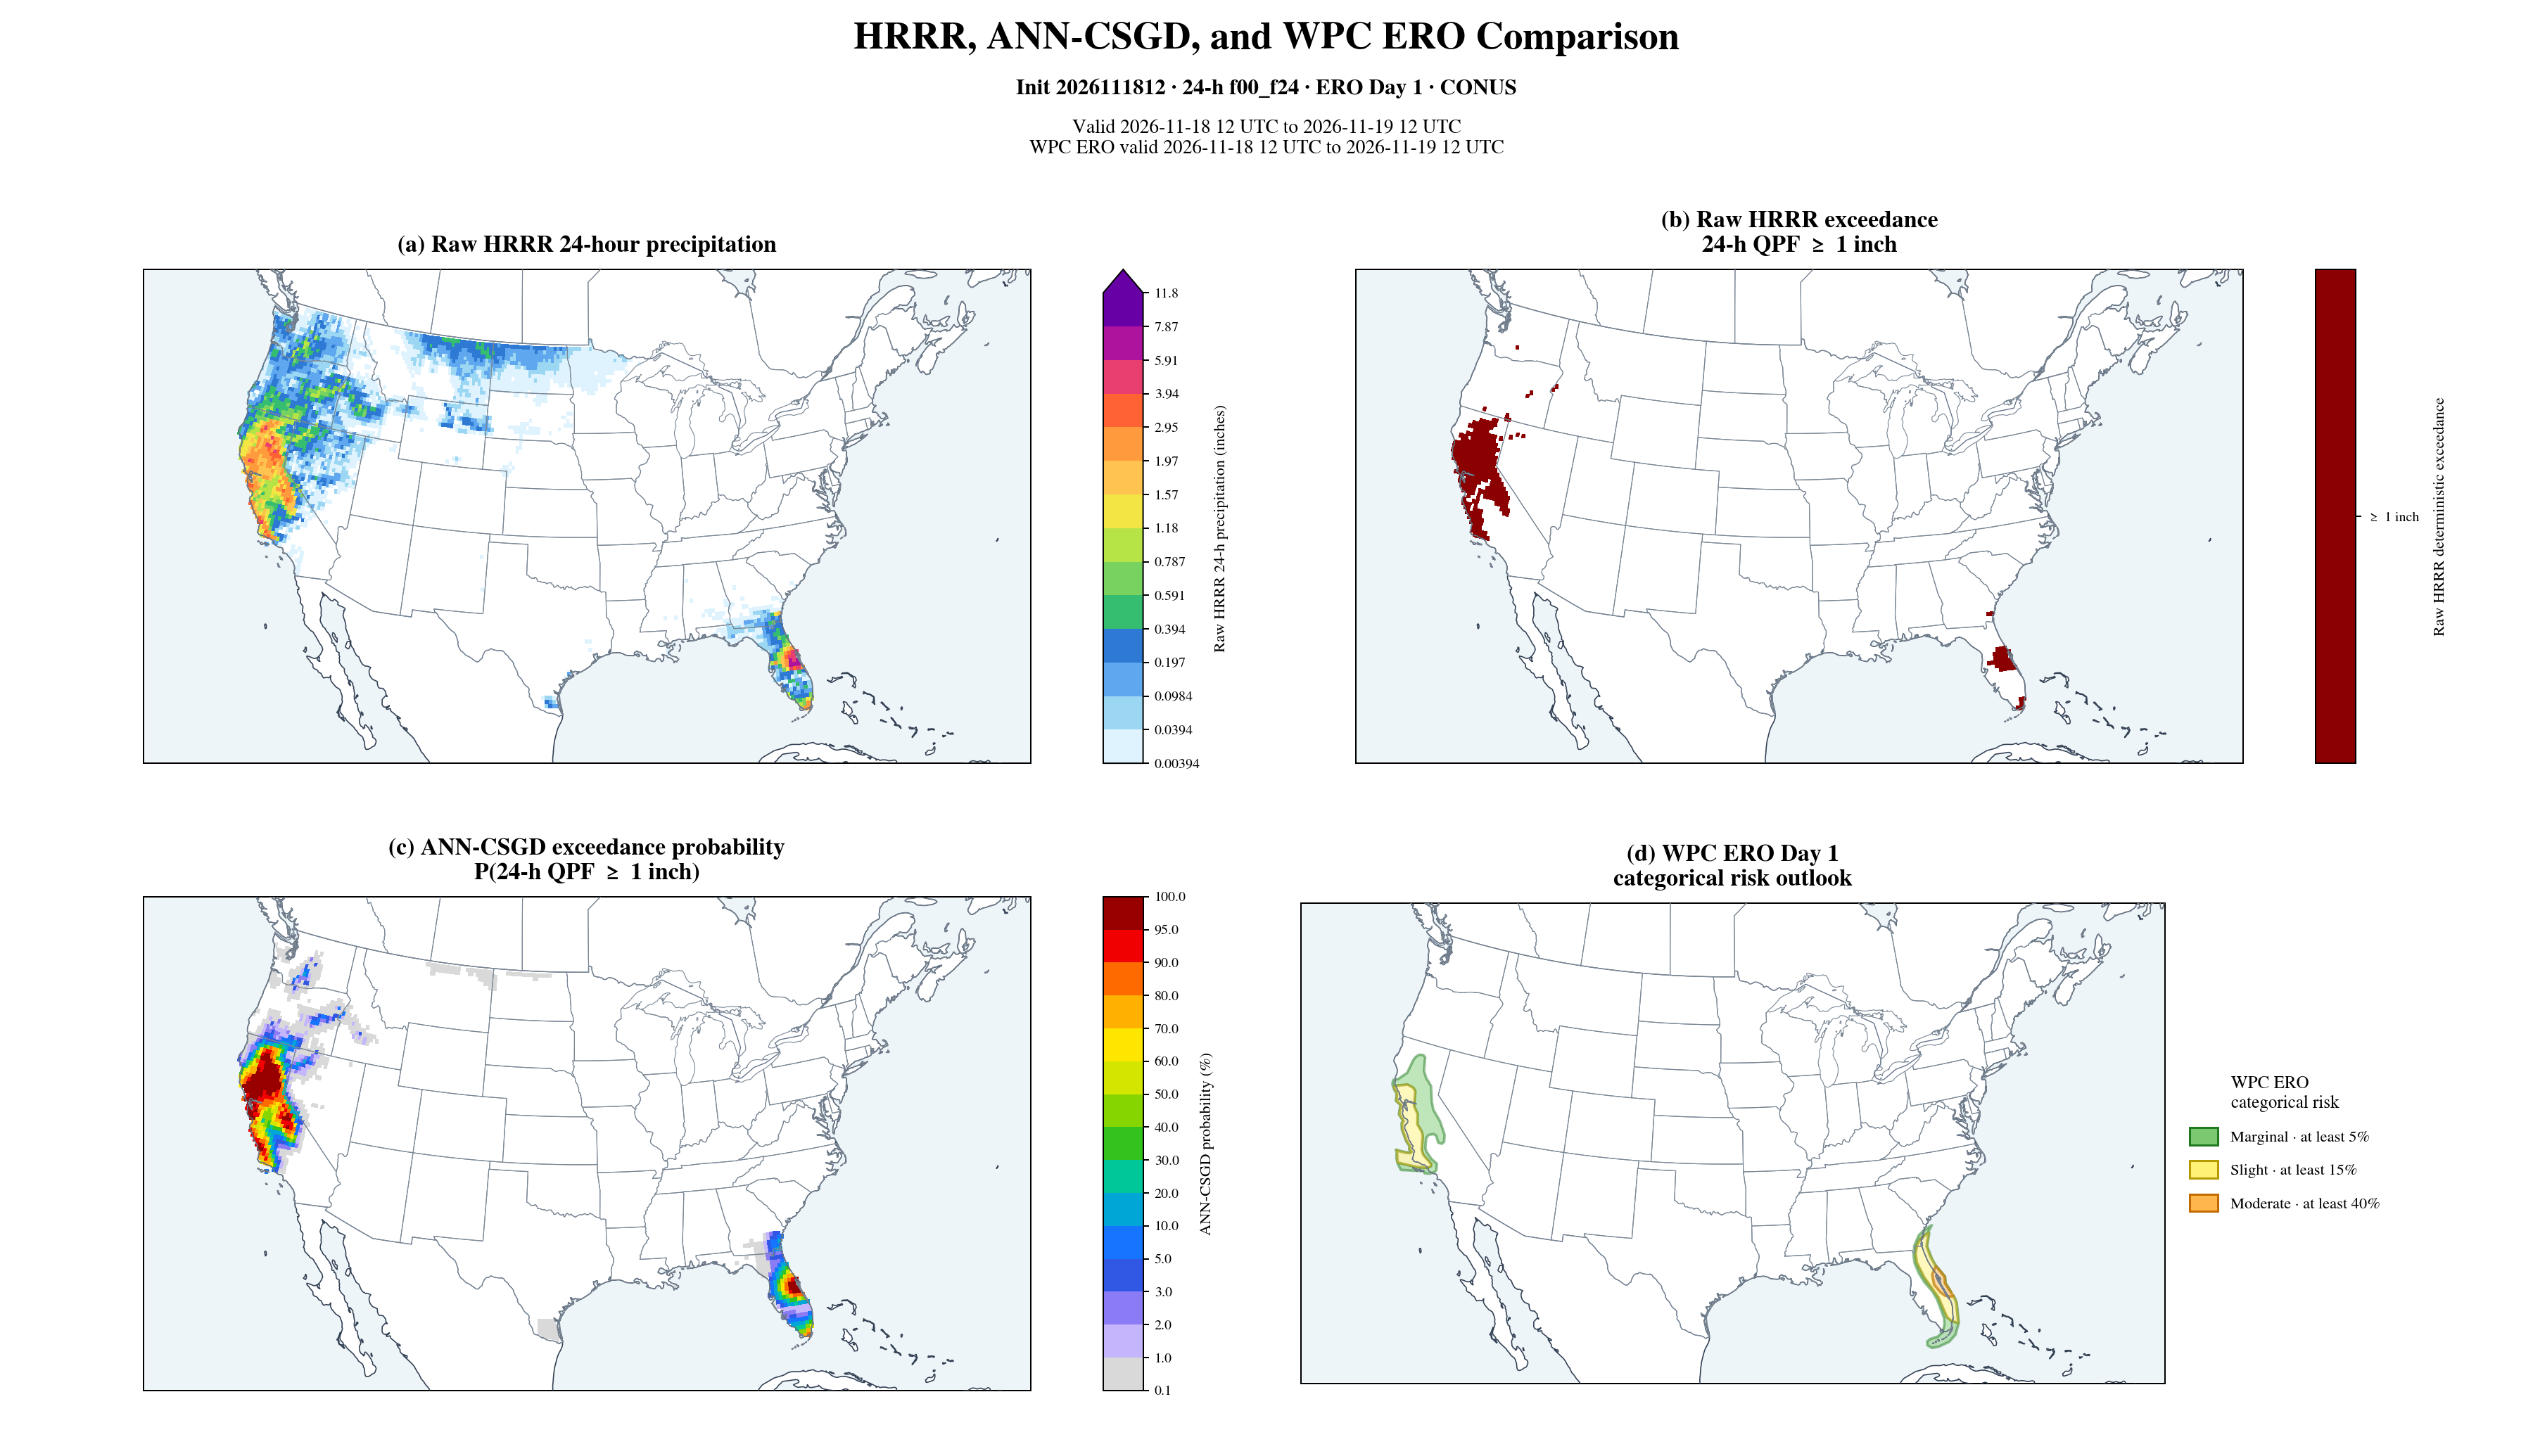 HRRR, ANN-CSGD, and WPC ERO Comparison
Init 2026111812 · 24-h f00_f24 · ERO Day 1 · CONUS
Valid 2026-11-18 12 UTC to 2026-11-19 12 UTC
WPC ERO valid 2026-11-18 12 UTC to 2026-11-19 12 UTC
(a) Raw HRRR 24-hour precipitation
11.8
7.87
5.91
3.94
2.95
1.97
1.57
1.18
0.787
0.591
0.394
0.197
0.0984
0.0394
0.00394
Raw HRRR 24-h precipitation (inches)
(b) Raw HRRR exceedance
24-h QPF ≥ 1 inch
≥ 1 inch
Raw HRRR deterministic exceedance
(c) ANN-CSGD exceedance probability
P(24-h QPF ≥ 1 inch)
100.0
95.0
90.0
80.0
70.0
60.0
50.0
40.0
30.0
20.0
10.0
5.0
3.0
2.0
1.0
0.1
ANN-CSGD probability (%)
(d) WPC ERO Day 1
categorical risk outlook
WPC ERO
categorical risk
Marginal · at least 5%
Slight · at least 15%
Moderate · at least 40%